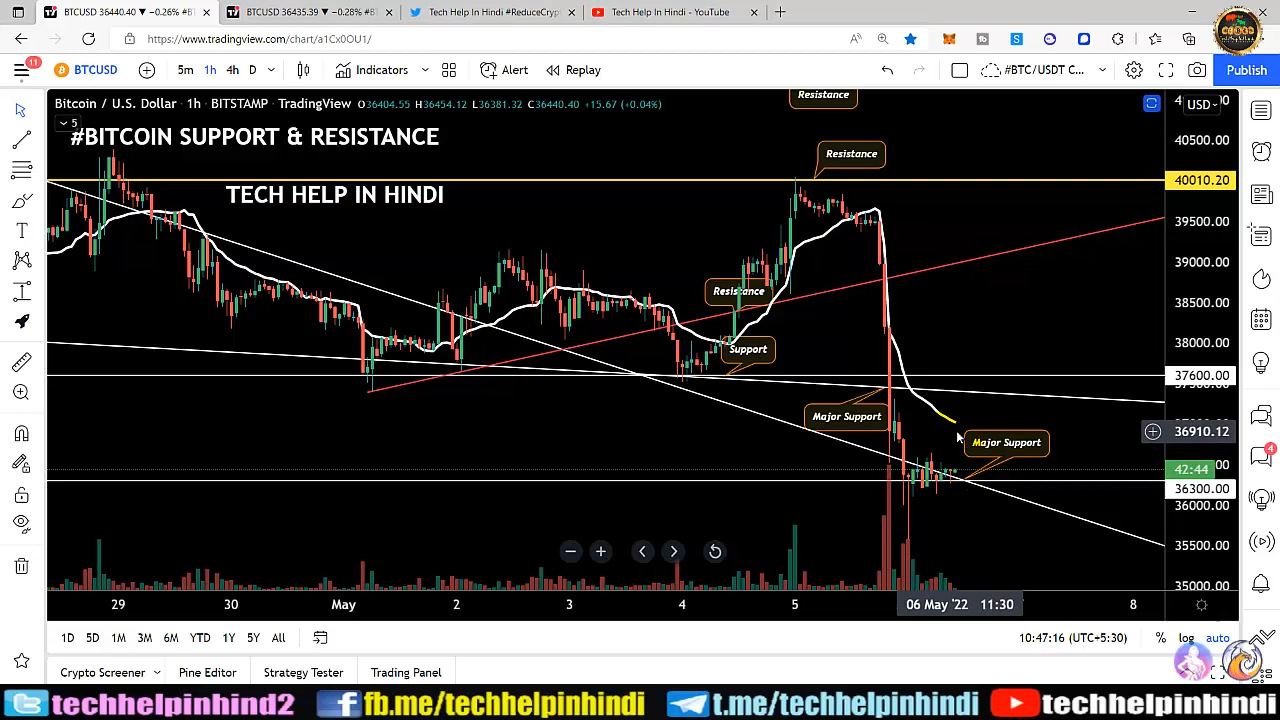 BTCUSD 36440.40 ▼ −0.26% #BT
BTCUSD 36435.39 ▼ −0.28% #BT
Tech Help In Hindi #ReduceCryp
Tech Help In Hindi - YouTube
https://www.tradingview.com/chart/a1Cx0OU1/
11
BTCUSD
5m 1h 4h D
Indicators
Alert
Replay
#BTC/USDT C...
Publish
Bitcoin / U.S. Dollar · 1h · BITSTAMP · TradingView O36404.55 H36454.12 L36381.32 C36440.40 +15.67 (+0.04%)
USD
5
#BITCOIN SUPPORT & RESISTANCE
TECH HELP IN HINDI
Resistance
Resistance
Resistance
Support
Major Support
Major Support
40500.00
40010.20
39500.00
39000.00
38500.00
38000.00
37600.00
36910.12
42:44
36300.00
36000.00
35500.00
35000.00
29 30 May 2 3 4 5 06 May '22 11:30 8
1D 5D 1M 3M 6M YTD 1Y 5Y All
10:47:16 (UTC+5:30) % log auto
4
Crypto Screener
Pine Editor
Strategy Tester
Trading Panel
techhelpinhindi2
fb.me/techhelpinhindi
t.me/techhelpinhindi
techhelpinhindi